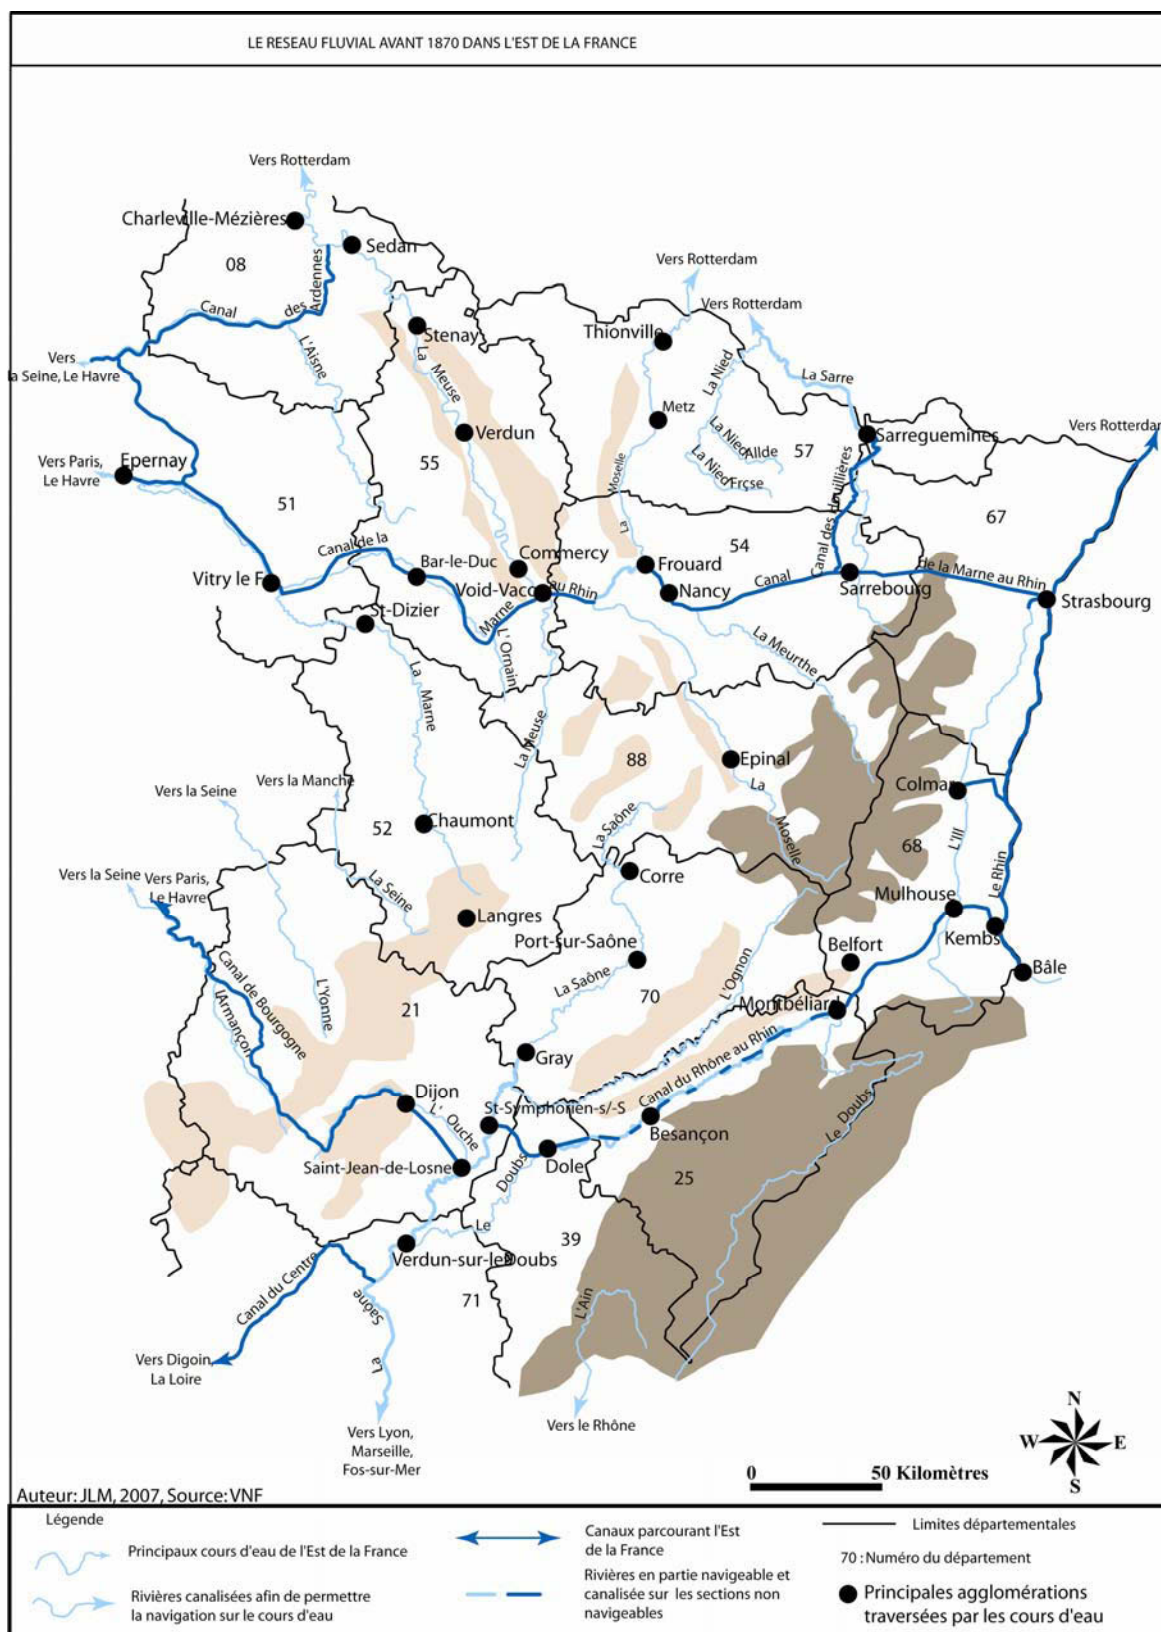 LE RESEAU FLUVIAL AVANT 1870 DANS L'EST DE LA FRANCE
Vers Rotterdam
Charleville-Mézières
Sedan
08
Canal
des
Ardennes
Vers Rotterdam
Vers Rotterdam
Stenay
Thionville
L'Aisne
La
Meuse
La Nied
La Sarre
Vers
la Seine, Le Havre
Metz
Verdun
La Nied
Allde
57
Sarreguemines
Vers Rotterdam
Vers Paris,
Le Havre
Epernay
55
Moselle
La Nied
Frçse
51
67
La
54
Canal des Houillières
Canal de la
Bar-le-Duc
Commercy
Frouard
Vitry le F
Void-Vacc
au Rhin
Nancy
Canal
Sarrebourg
de la Marne au Rhin
Strasbourg
St-Dizier
Marne
L'Ornain
La Meurthe
La
Marne
La Meuse
Vers la Seine
Vers la Manche
88
Epinal
La
Colmar
52
Chaumont
La Saône
Moselle
68
L'Ill
Le Rhin
Vers la Seine
Vers Paris,
Le Havre
La Seine
Corre
Mulhouse
Langres
Port-sur-Saône
Belfort
Kembs
Bâle
Canal de Bourgogne
L'Yonne
La Saône
70
L'Ognon
Montbéliard
lArmançon
21
Gray
Canal du Rhône au Rhin
Dijon
L' Ouche
St-Symphorien-s/-S
Besançon
Le Doubs
Saint-Jean-de-Losne
Doubs
Dole
25
Le
39
Verdun-sur-leDoubs
Canal du Centre
71
Saône
L'Ain
La
Vers Digoin,
La Loire
Vers Lyon,
Marseille,
Fos-sur-Mer
Vers le Rhône
N
W
E
S
0
50 Kilomètres
Auteur: JLM, 2007, Source: VNF
Légende
Principaux cours d'eau de l'Est de la France
Rivières canalisées afin de permettre
la navigation sur le cours d'eau
Canaux parcourant l'Est
de la France
Rivières en partie navigeable et
canalisée sur les sections non
navigeables
Limites départementales
70 : Numéro du département
Principales agglomérations
traversées par les cours d'eau